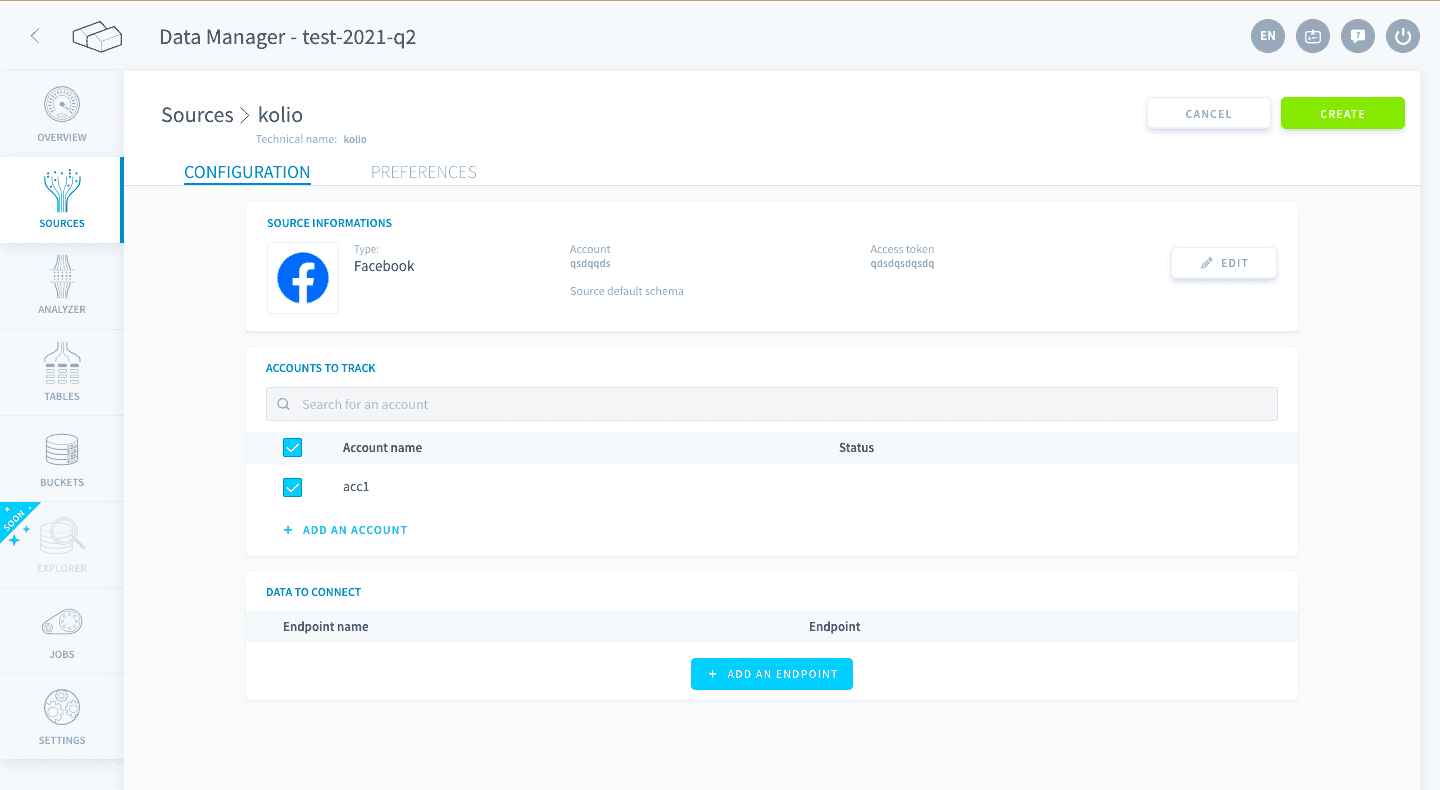 Data Manager - test-2021-q2
EN
OVERVIEW
SOURCES
ANALYZER
TABLES
BUCKETS
SOON
EXPLORER
JOBS
SETTINGS
Sources > kolio
Technical name: kolio
CANCEL
CREATE
CONFIGURATION
PREFERENCES
SOURCE INFORMATIONS
Type:
Facebook
Account
qsdqqds
Source default schema
Access token
qdsdqsdqsdq
EDIT
ACCOUNTS TO TRACK
Search for an account
Account name
Status
acc1
+ ADD AN ACCOUNT
DATA TO CONNECT
Endpoint name
Endpoint
+ ADD AN ENDPOINT